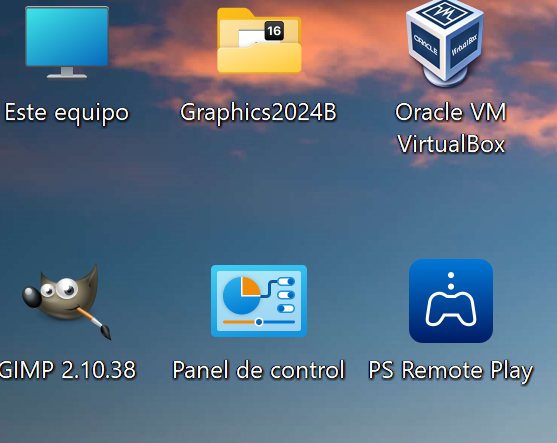 16
Este equipo
Graphics2024B
ORACLE
VirtualBox
Oracle VM
VirtualBox
GIMP 2.10.38
Panel de control
PS Remote Play